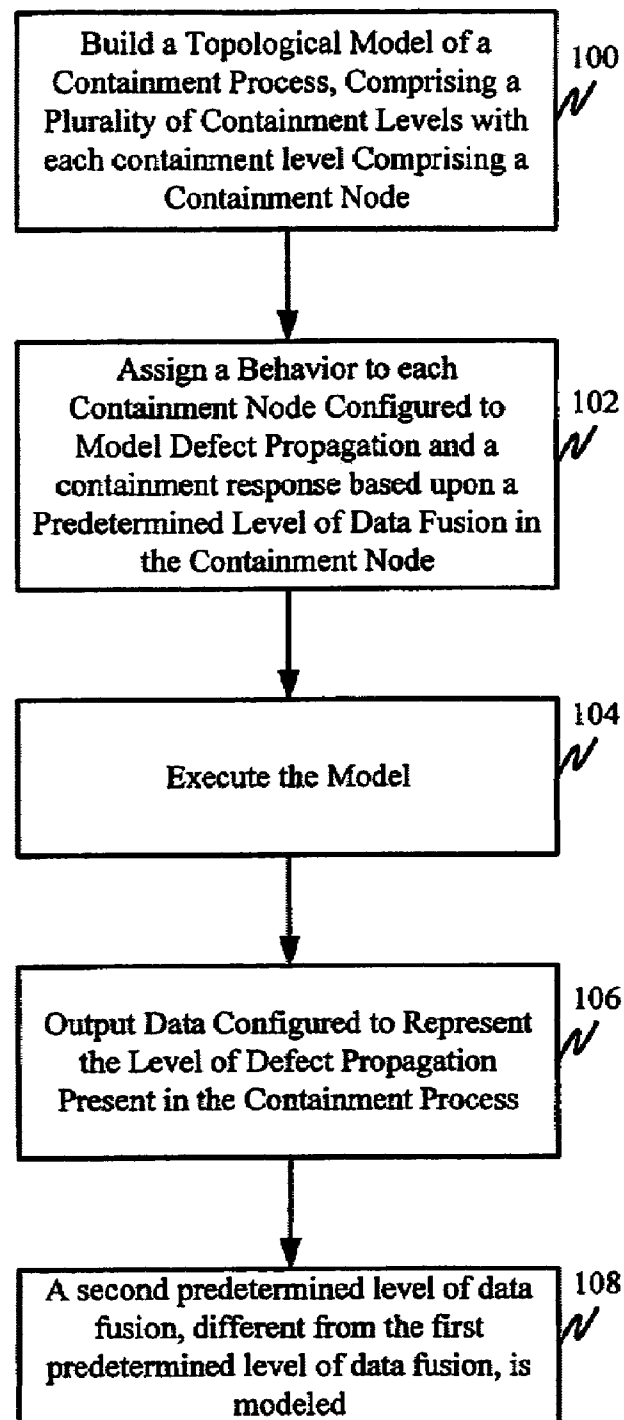 Build a Topological Model of a
Containment Process, Comprising a
Plurality of Containment Levels with
each containment level Comprising a
Containment Node
100
Assign a Behavior to each
Containment Node Configured to
Model Defect Propagation and a
containment response based upon a
Predetermined Level of Data Fusion in
the Containment Node
102
Execute the Model
104
Output Data Configured to Represent
the Level of Defect Propagation
Present in the Containment Process
106
A second predetermined level of data
fusion, different from the first
predetermined level of data fusion, is
modeled
108